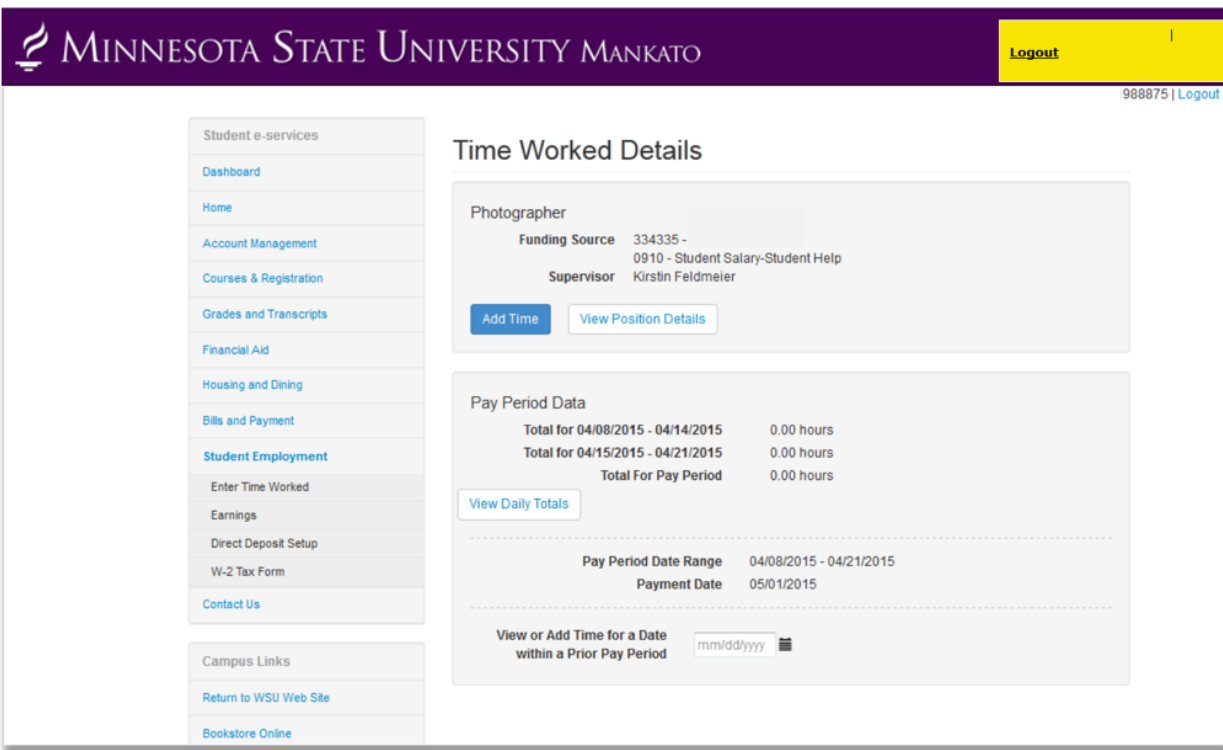 MINNESOTA STATE UNIVERSITY MANKATO
|
Logout
988875 | Logout
Student e-services
Dashboard
Home
Account Management
Courses & Registration
Grades and Transcripts
Financial Aid
Housing and Dining
Bills and Payment
Student Employment
Enter Time Worked
Earnings
Direct Deposit Setup
W-2 Tax Form
Contact Us
Campus Links
Return to WSU Web Site
Bookstore Online
Time Worked Details
Photographer
Funding Source 334335 -
0910 - Student Salary-Student Help
Supervisor Kirstin Feldmeier
Add Time View Position Details
Pay Period Data
Total for 04/08/2015 - 04/14/2015 0.00 hours
Total for 04/15/2015 - 04/21/2015 0.00 hours
Total For Pay Period 0.00 hours
View Daily Totals
Pay Period Date Range 04/08/2015 - 04/21/2015
Payment Date 05/01/2015
View or Add Time for a Date
within a Prior Pay Period mm/dd/yyyy